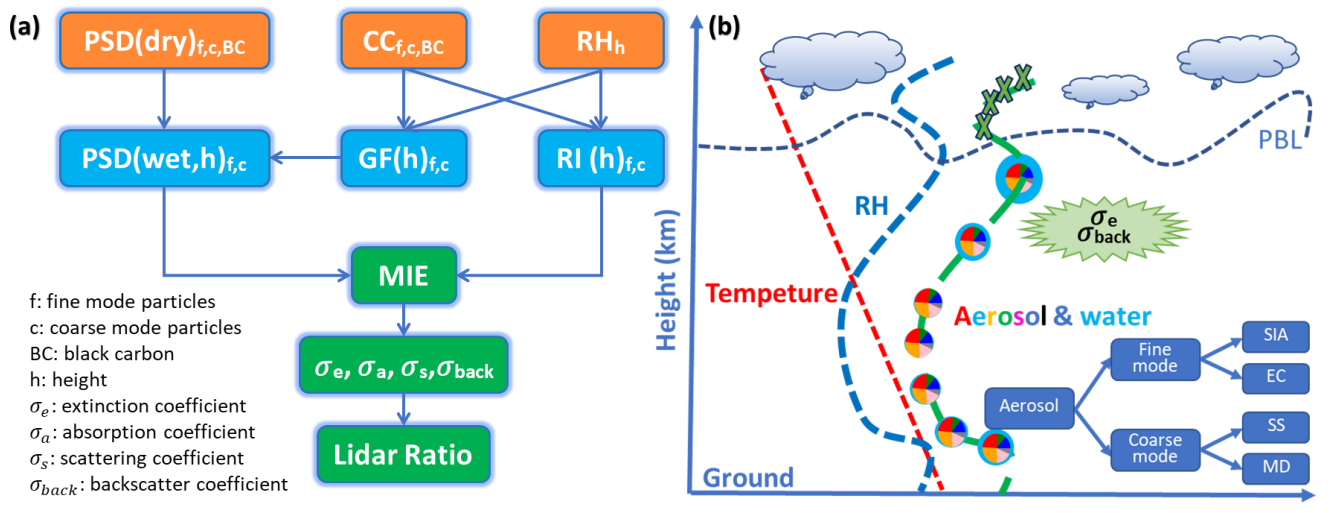 (a)
PSD(dry)f,c,BC
CCf,c,BC
RHh
PSD(wet,h)f,c
GF(h)f,c
RI (h)f,c
MIE
σe, σa, σs,σback
Lidar Ratio
f: fine mode particles
c: coarse mode particles
BC: black carbon
h: height
σe: extinction coefficient
σa: absorption coefficient
σs: scattering coefficient
σback: backscatter coefficient
(b)
Height (km)
PBL
RH
σe
σback
Tempeture
Aerosol & water
Aerosol
Fine
mode
SIA
EC
Coarse
mode
SS
MD
Ground